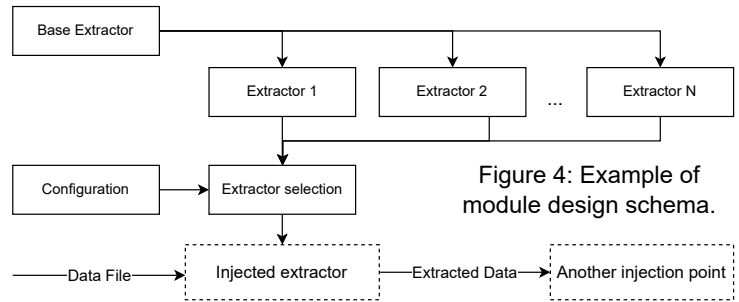 Base Extractor
Extractor 1
Extractor 2
...
Extractor N
Configuration
Extractor selection
Figure 4: Example of
module design schema.
Data File
Injected extractor
Extracted Data
Another injection point